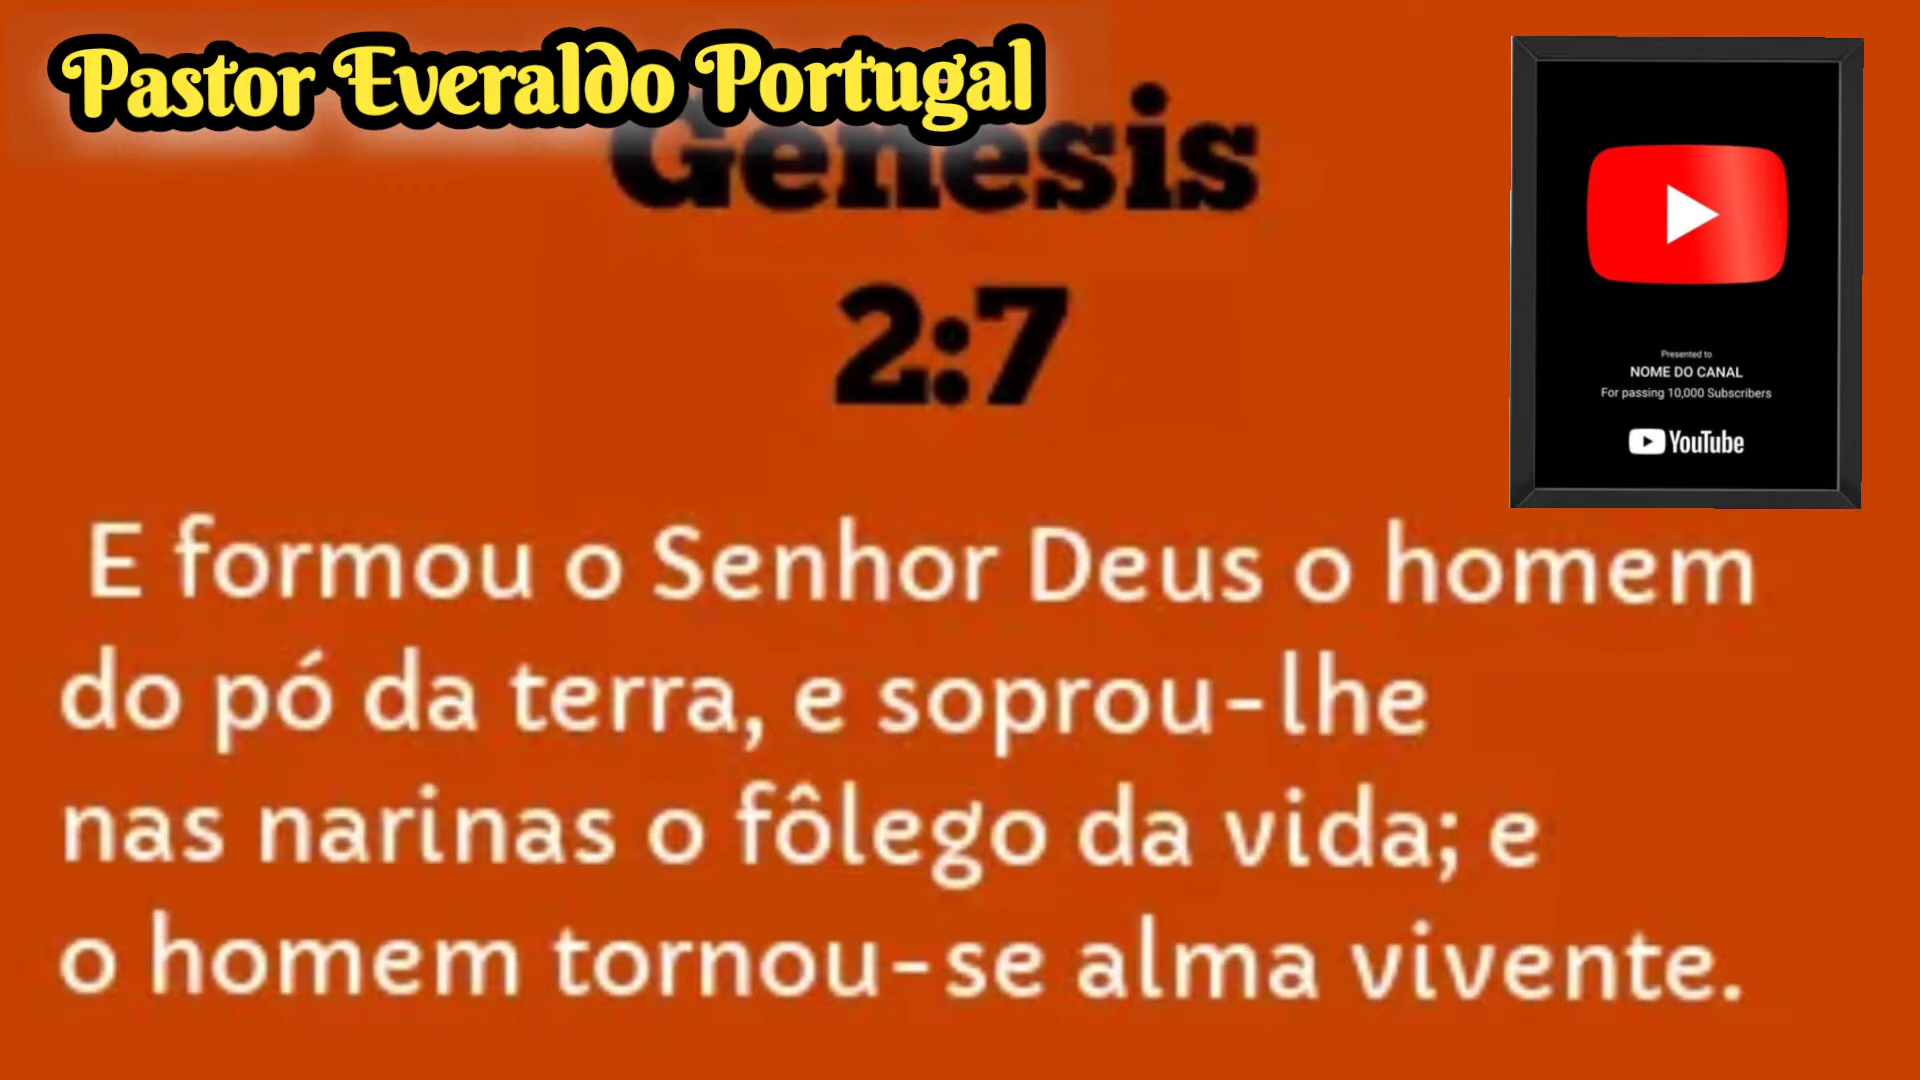 Pastor Everaldo Portugal
Genesis
2:7
Presented to
NOME DO CANAL
For passing 10,000 Subscribers
YouTube
E formou o Senhor Deus o homem
do pó da terra, e soprou-lhe
nas narinas o fôlego da vida; e
o homem tornou-se alma vivente.